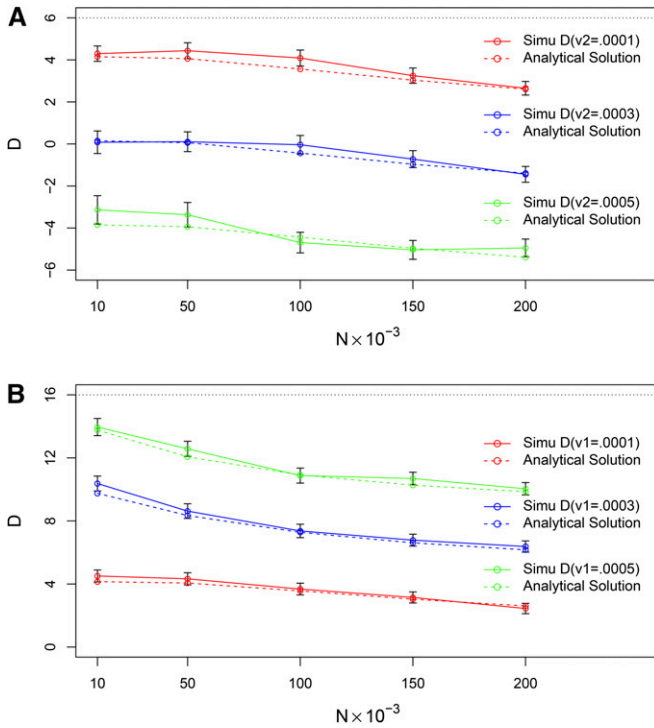 A
6
4
2
0
−2
−4
−6
D
Simu D(v2=.0001)
Analytical Solution
Simu D(v2=.0003)
Analytical Solution
Simu D(v2=.0005)
Analytical Solution
10 50 100 150 200
N × 10⁻³
B
16
12
8
4
0
D
Simu D(v1=.0001)
Analytical Solution
Simu D(v1=.0003)
Analytical Solution
Simu D(v1=.0005)
Analytical Solution
10 50 100 150 200
N × 10⁻³